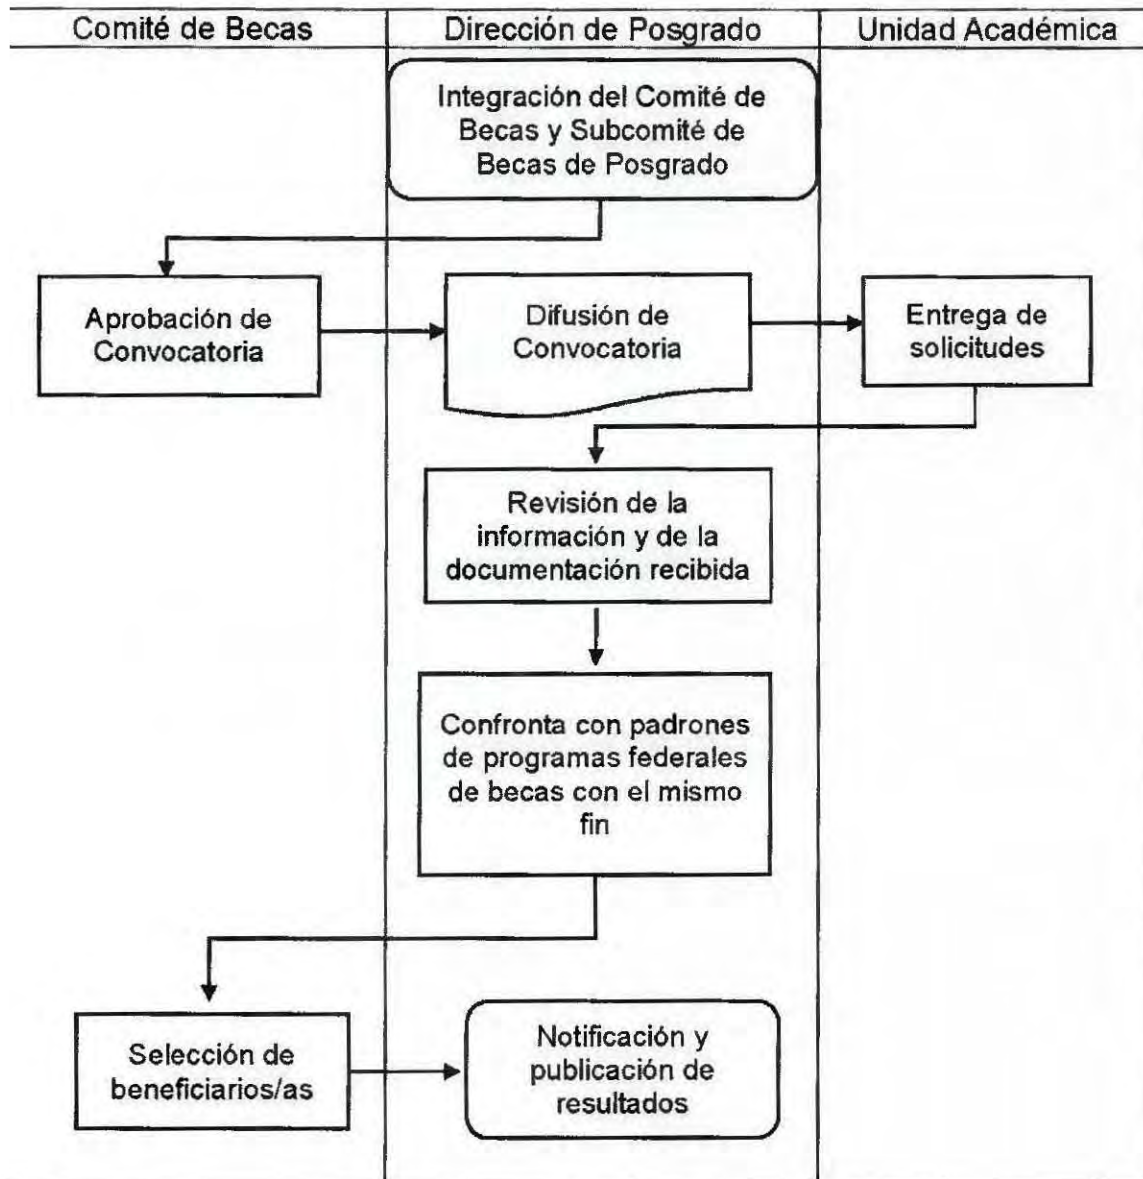 Comité de Becas
Dirección de Posgrado
Unidad Académica
Integración del Comité de
Becas y Subcomité de
Becas de Posgrado
Aprobación de
Convocatoria
Difusión de
Convocatoria
Entrega de
solicitudes
Revisión de la
información y de la
documentación recibida
Confronta con padrones
de programas federales
de becas con el mismo
fin
Selección de
beneficiarios/as
Notificación y
publicación de
resultados